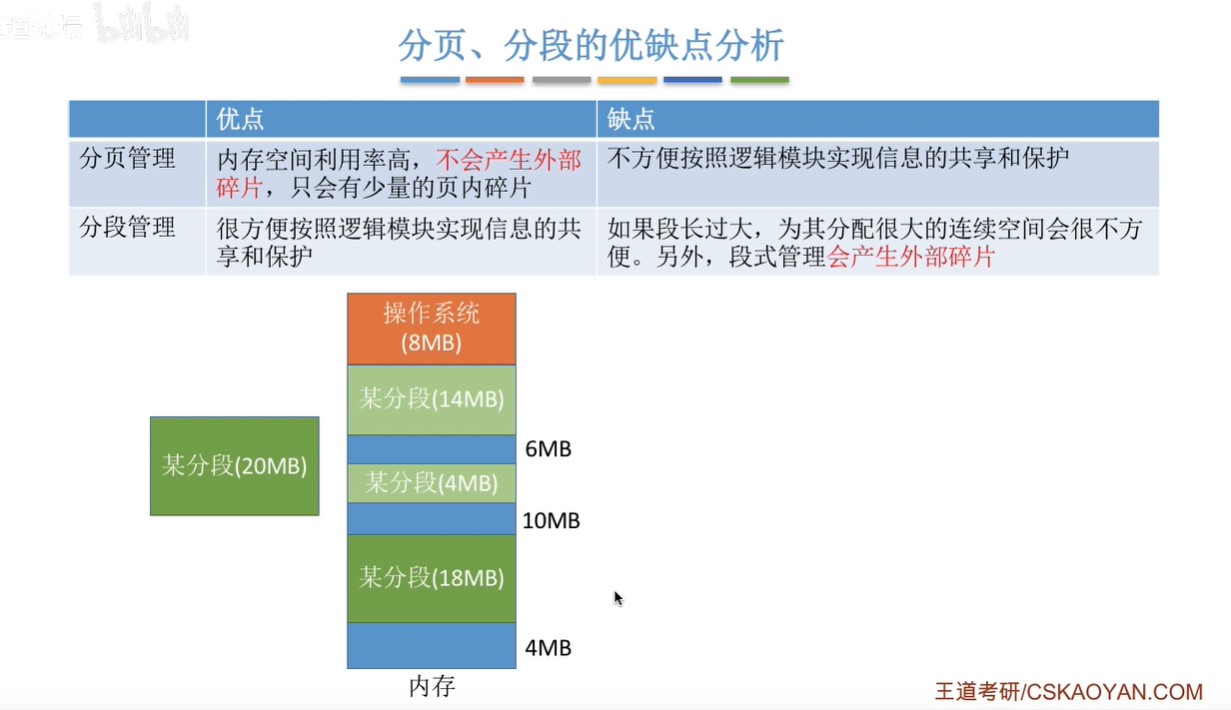 bilibili
分页、分段的优缺点分析
优点
缺点
分页管理
内存空间利用率高，不会产生外部
碎片，只会有少量的页内碎片
不方便按照逻辑模块实现信息的共享和保护
分段管理
很方便按照逻辑模块实现信息的共
享和保护
如果段长过大，为其分配很大的连续空间会很不方
便。另外，段式管理会产生外部碎片
操作系统
(8MB)
某分段(14MB)
6MB
某分段(4MB)
某分段(20MB)
10MB
某分段(18MB)
4MB
内存
王道考研/CSKAOYAN.COM